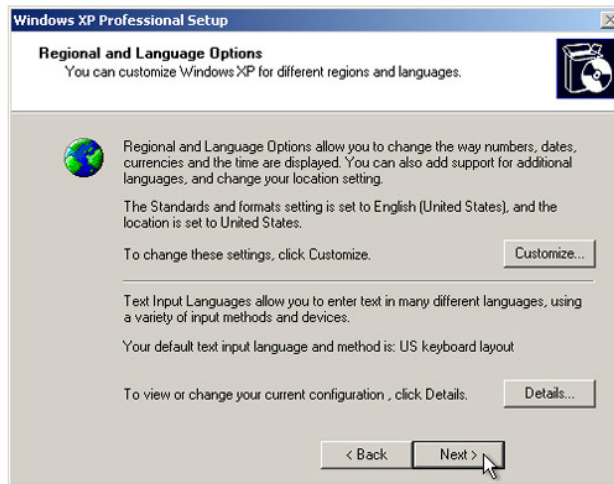 Windows XP Professional Setup
Regional and Language Options
You can customize Windows XP for different regions and languages.
Regional and Language Options allow you to change the way numbers, dates,
currencies and the time are displayed. You can also add support for additional
languages, and change your location setting.
The Standards and formats setting is set to English (United States), and the
location is set to United States.
To change these settings, click Customize.
Customize...
Text Input Languages allow you to enter text in many different languages, using
a variety of input methods and devices.
Your default text input language and method is: US keyboard layout
To view or change your current configuration , click Details.
Details...
< Back
Next >